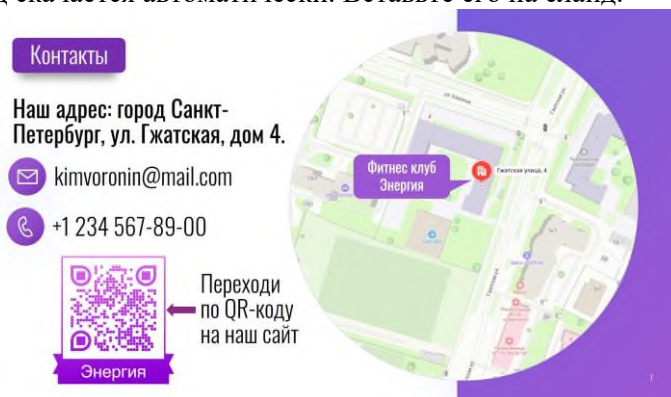 скачается автоматически. Вставьте его на слайд.
Контакты
Наш адрес: город Санкт-
Петербург, ул. Гжатская, дом 4.
kimvoronin@mail.com
+1 234 567-89-00
Переходи
по QR-коду
на наш сайт
Энергия
Фитнес клуб
Энергия
Гжатская улица, 4